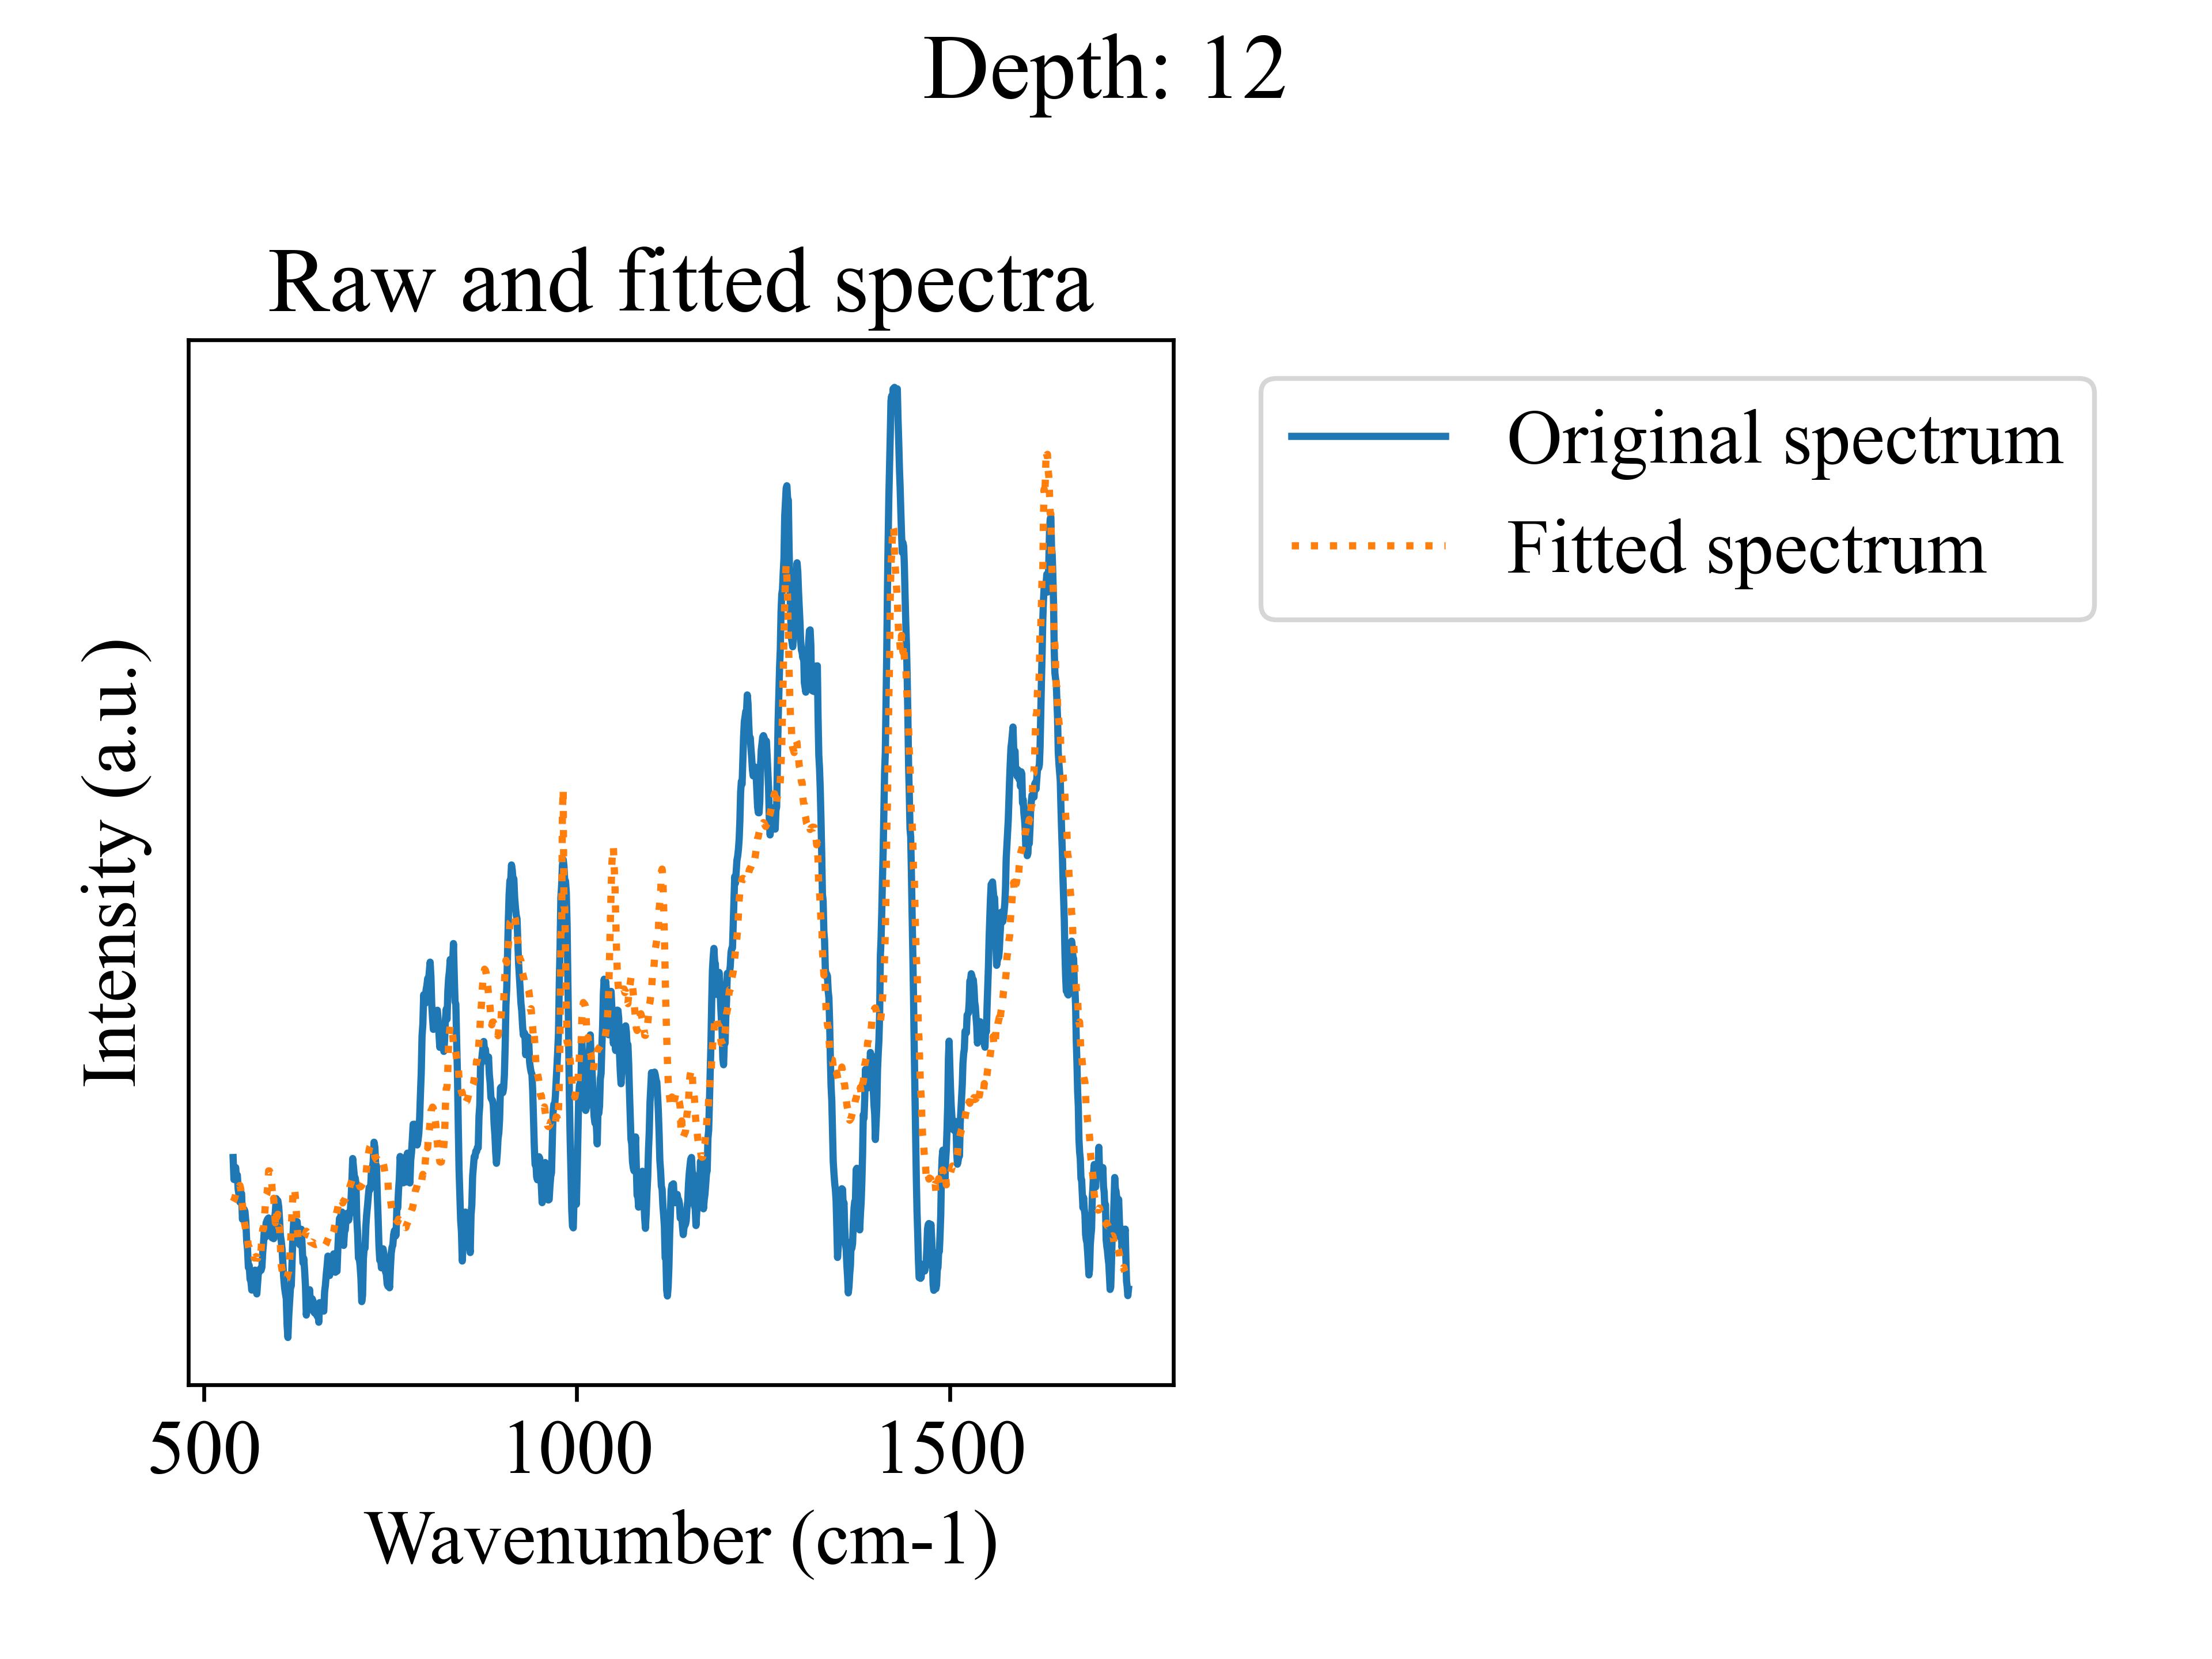 Depth: 12
Raw and fitted spectra
Original spectrum
Fitted spectrum
Intensity (a.u.)
500 1000 1500
Wavenumber (cm-1)